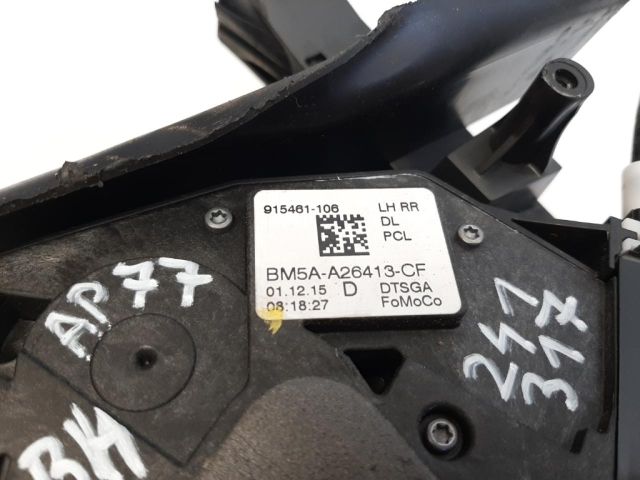 915461-106 LH RR
DL
PCL
BM5A-A26413-CF
01.12.15 D DTSGA
08:18:27 FoMoCo
AP77
BH
241
317